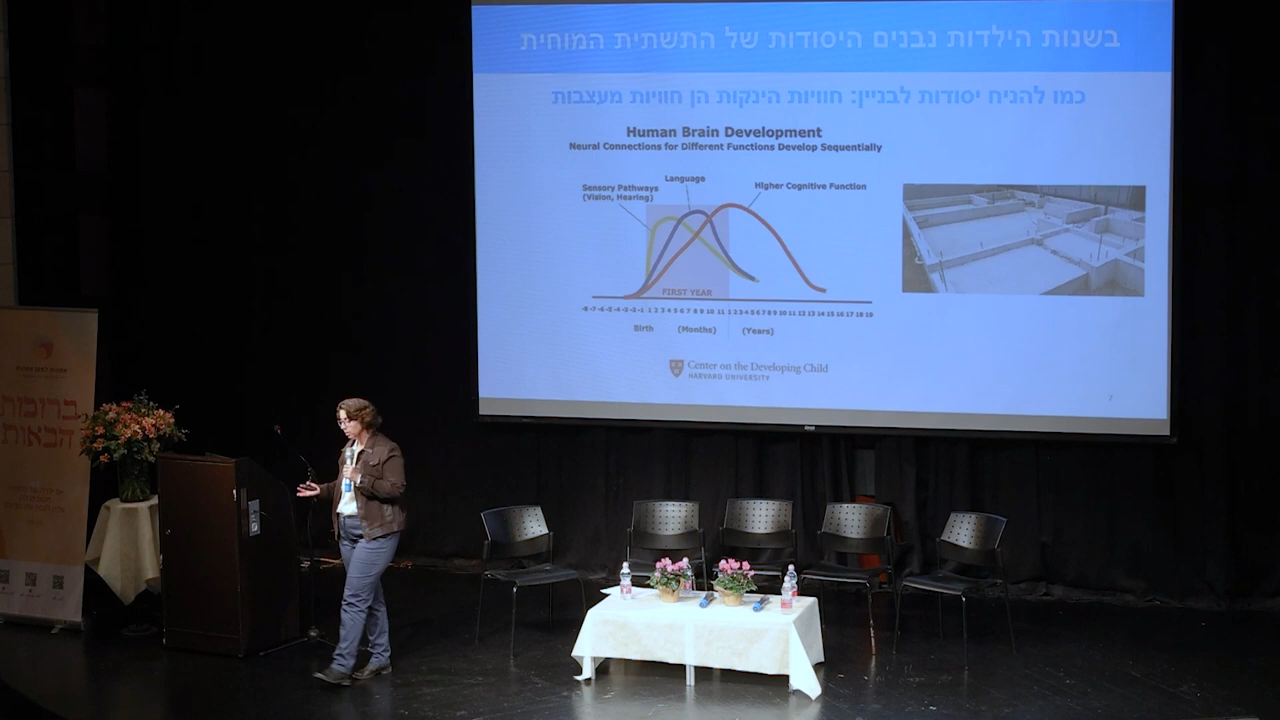 בשנות הילדות נבנים היסודות של התשתית המוחית
כמו להניח יסודות לבניין: חוויות הינקות הן חוויות מעצבות
Human Brain Development
Neural Connections for Different Functions Develop Sequentially
Language
Sensory Pathways
(Vision, Hearing)
Higher Cognitive Function
FIRST YEAR
-8 -7 -6 -5 -4 -3 -2 -1 1 2 3 4 5 6 7 8 9 10 11 1 2 3 4 5 6 7 8 9 10 11 12 13 14 15 16 17 18 19
Birth (Months) (Years)
Center on the Developing Child
HARVARD UNIVERSITY
7
ברוכות
הבאות